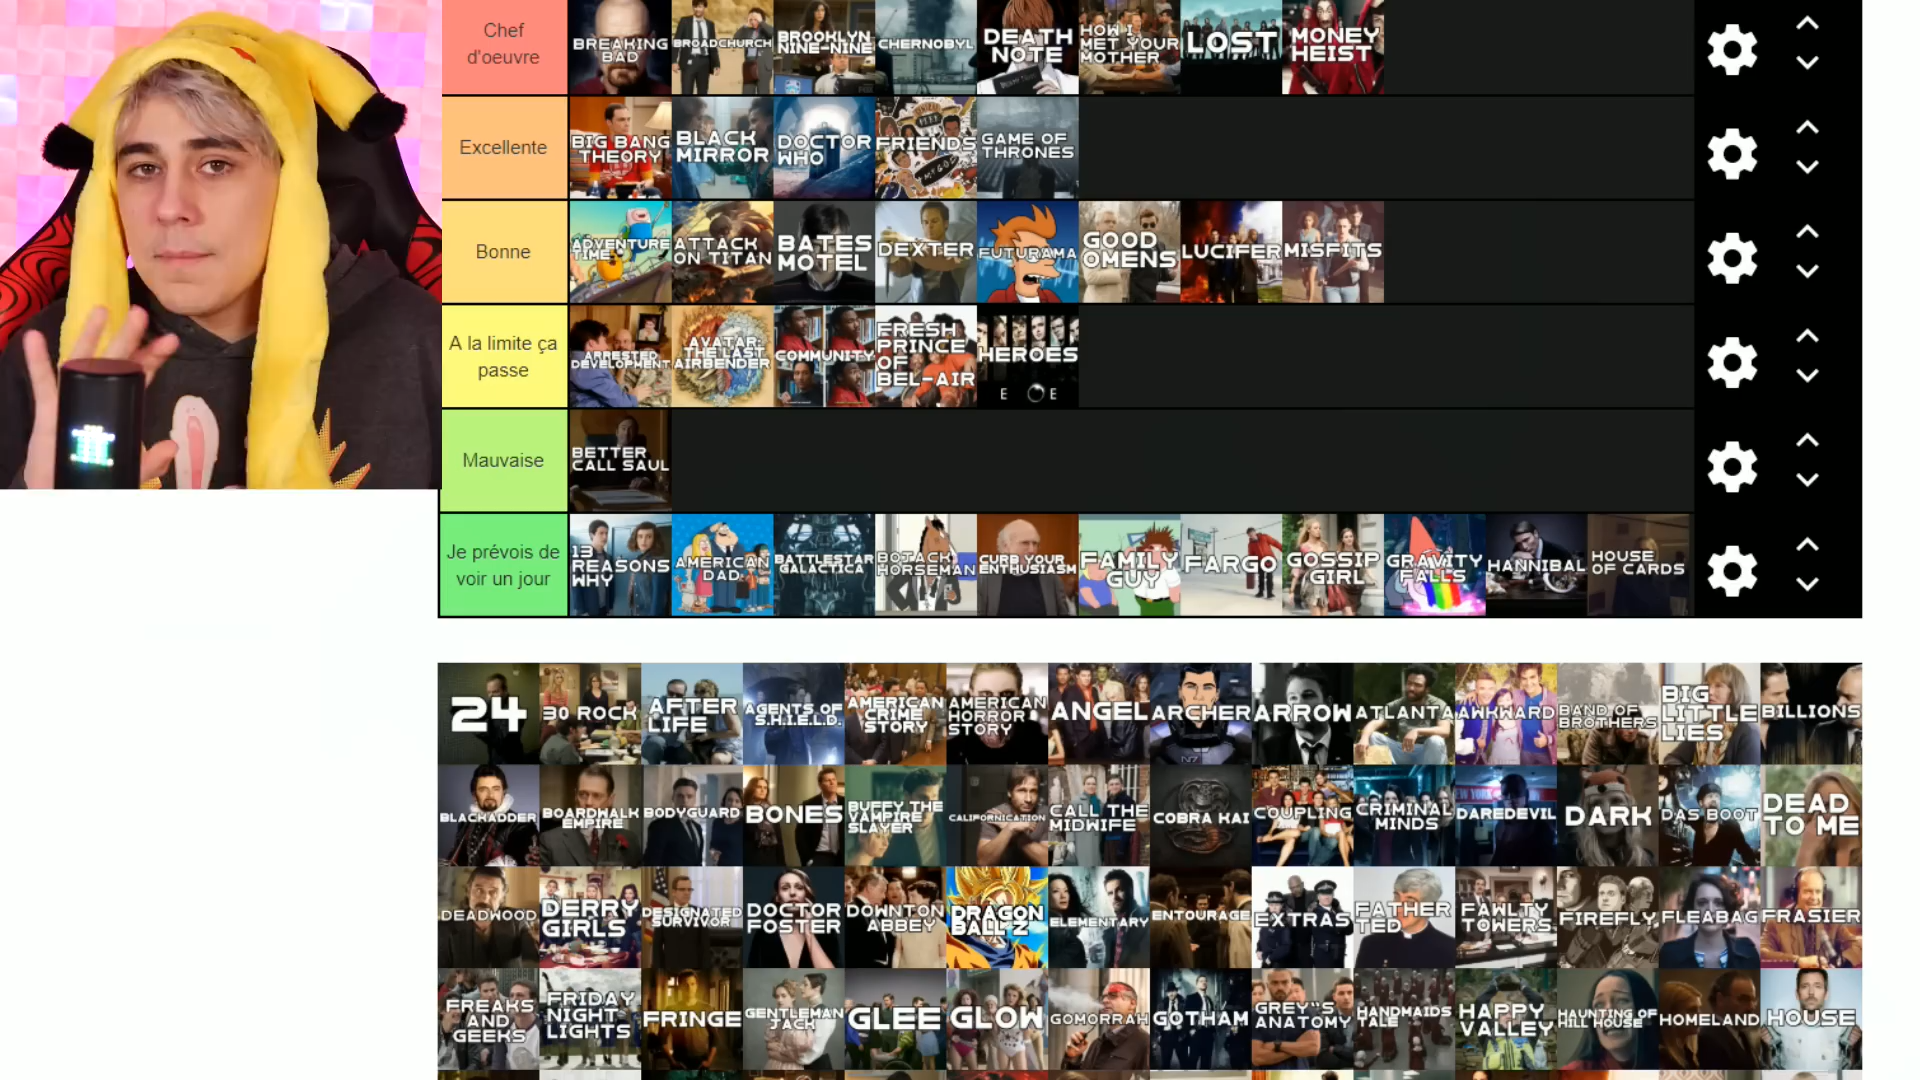 Chef
d'oeuvre
BREAKING
BAD
BROADCHURCH
BROOKLYN
NINE-NINE
CHERNOBYL
DEATH
NOTE
HOW I
MET YOUR
MOTHER
LOST
MONEY
HEIST
Excellente
BIG BANG
THEORY
BLACK
MIRROR
DOCTOR
WHO
FRIENDS
GAME OF
THRONES
Bonne
ADVENTURE
TIME
ATTACK
ON TITAN
BATES
MOTEL
DEXTER
FUTURAMA
GOOD
OMENS
LUCIFER
MISFITS
A la limite ça
passe
ARRESTED
DEVELOPMENT
AVATAR:
THE LAST
AIRBENDER
COMMUNITY
FRESH
PRINCE
OF
BEL-AIR
HEROES
E E
Mauvaise
BETTER
CALL SAUL
Je prévois de
voir un jour
13
REASONS
WHY
AMERICAN
DAD
BATTLESTAR
GALACTICA
BOJACK
HORSEMAN
CURB YOUR
ENTHUSIASM
FAMILY
GUY
FARGO
GOSSIP
GIRL
GRAVITY
FALLS
HANNIBAL
HOUSE
OF CARDS
24
30 ROCK
AFTER
LIFE
AGENTS OF
S.H.I.E.L.D.
AMERICAN
CRIME
STORY
AMERICAN
HORROR
STORY
ANGEL
ARCHER
N7
ARROW
ATLANTA
AWKWARD
BAND OF
BROTHERS
BIG
LITTLE
LIES
BILLIONS
BLACKADDER
BOARDWALK
EMPIRE
BODYGUARD
BONES
BUFFY THE
VAMPIRE
SLAYER
CALIFORNICATION
CALL THE
MIDWIFE
COBRA KAI
COUPLING
CRIMINAL
MINDS
DAREDEVIL
DARK
DAS BOOT
DEAD
TO ME
DEADWOOD
DERRY
GIRLS
DESIGNATED
SURVIVOR
DOCTOR
FOSTER
DOWNTON
ABBEY
DRAGON
BALL Z
ELEMENTARY
ENTOURAGE
EXTRAS
FATHER
TED
FAWLTY
TOWERS
FIREFLY
FLEABAG
FRASIER
FREAKS
AND
GEEKS
FRIDAY
NIGHT
LIGHTS
FRINGE
GENTLEMAN
JACK
GLEE
GLOW
GOMORRAH
GOTHAM
GREY"S
ANATOMY
HANDMAIDS
TALE
HAPPY
VALLEY
HAUNTING OF
HILL HOUSE
HOMELAND
HOUSE